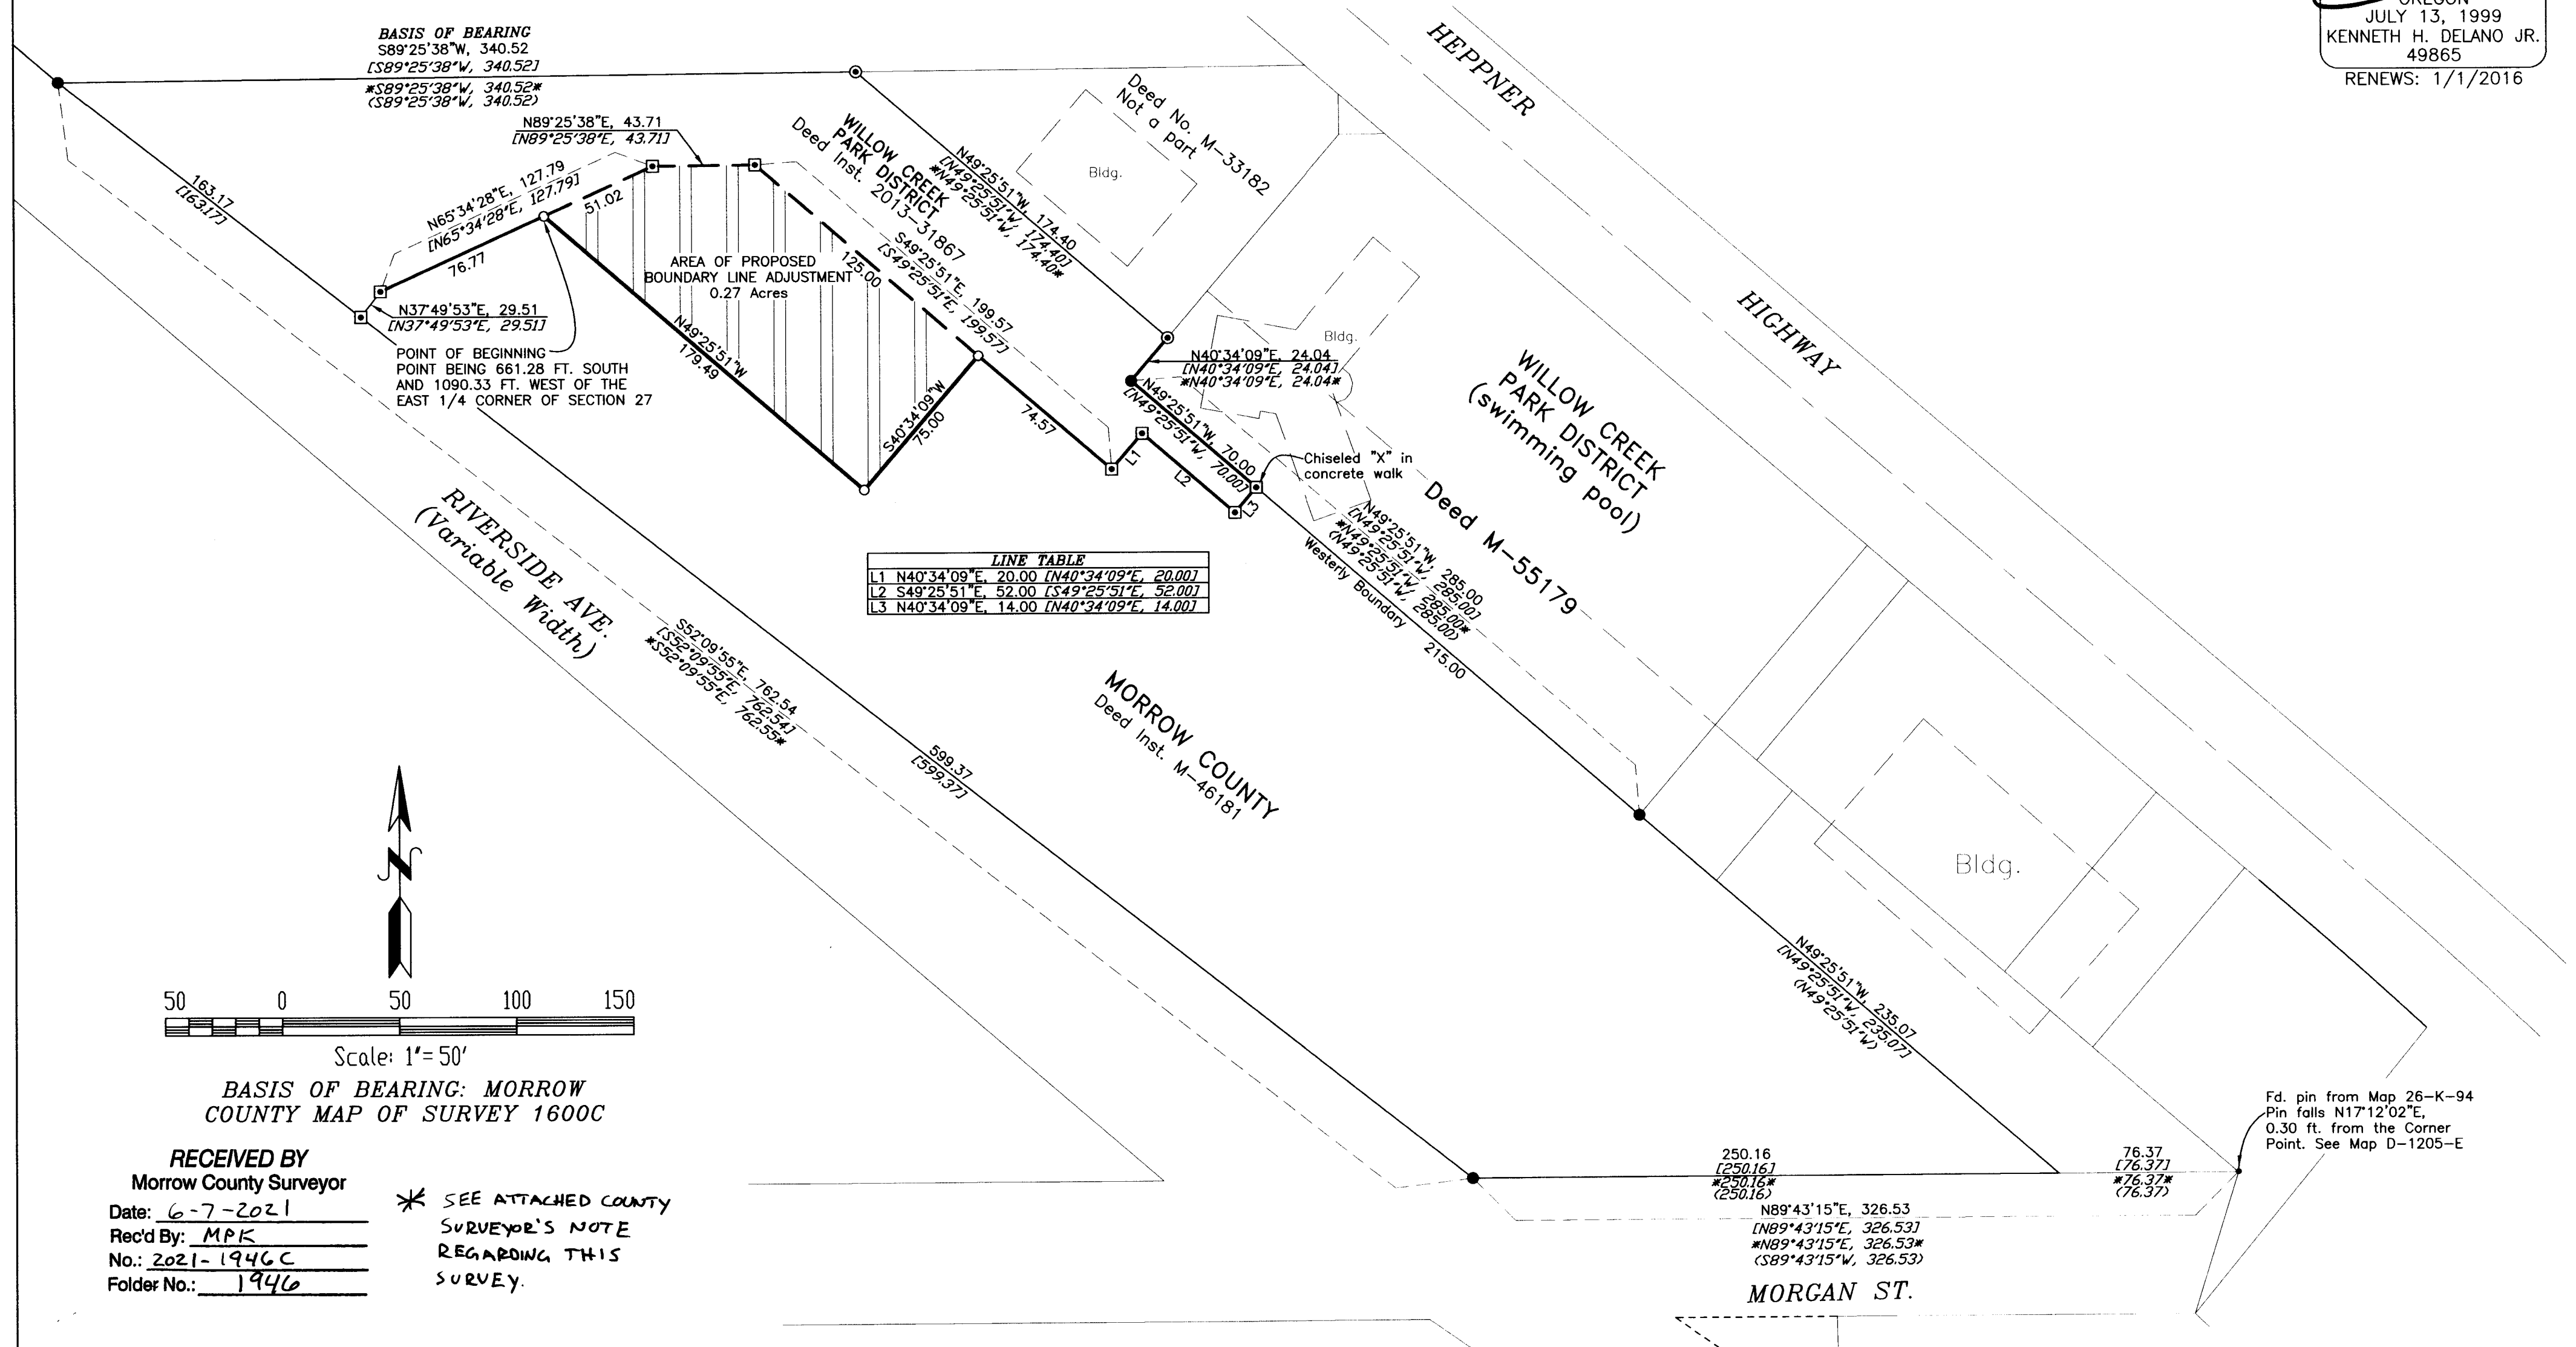 OREGON
JULY 13, 1999
KENNETH H. DELANO JR.
49865
RENEWS: 1/1/2016
BASIS OF BEARING
S89°25'38"W, 340.52
[S89°25'38"W, 340.52]
*S89°25'38"W, 340.52*
(S89°25'38"W, 340.52)
HEPPNER
HIGHWAY
N89°25'38"E, 43.71
[N89°25'38"E, 43.71]
WILLOW CREEK
PARK DISTRICT
Deed Inst. 2013-31867
Deed No. M-33182
Not a part
Bldg.
N49°25'51"W, 174.40
[N49°25'51"W, 174.40]
*N49°25'51"W, 174.40*
163.17
[163.17]
N65°34'28"E, 127.79
[N65°34'28"E, 127.79]
51.02
76.77
AREA OF PROPOSED
BOUNDARY LINE ADJUSTMENT
0.27 Acres
125.00
S49°25'51"E, 199.57
[S49°25'51"E, 199.57]
N37°49'53"E, 29.51
[N37°49'53"E, 29.51]
POINT OF BEGINNING
POINT BEING 661.28 FT. SOUTH
AND 1090.33 FT. WEST OF THE
EAST 1/4 CORNER OF SECTION 27
N49°25'51"W
179.49
S40°34'09"W
75.00
74.57
L1
L2
L3
Bldg.
N40°34'09"E, 24.04
[N40°34'09"E, 24.04]
*N40°34'09"E, 24.04*
N49°25'51"W, 70.00
[N49°25'51"W, 70.00]
Chiseled "X" in
concrete walk
WILLOW CREEK
PARK DISTRICT
(swimming pool)
Deed M-55179
N49°25'51"W, 285.00
[N49°25'51"W, 285.00]
*N49°25'51"W, 285.00*
(N49°25'51"W, 285.00)
Westerly Boundary
215.00
LINE TABLE
L1 N40°34'09"E, 20.00 [N40°34'09"E, 20.00]
L2 S49°25'51"E, 52.00 [S49°25'51"E, 52.00]
L3 N40°34'09"E, 14.00 [N40°34'09"E, 14.00]
RIVERSIDE AVE.
(Variable Width)
S52°09'55"E, 762.54
[S52°09'55"E, 762.54]
*S52°09'55"E, 762.55*
599.37
[599.37]
MORROW COUNTY
Deed Inst. M-46181
Bldg.
N49°25'51"W, 235.07
[N49°25'51"W, 235.07]
(N49°25'51"W)
N
50 0 50 100 150
Scale: 1"= 50'
BASIS OF BEARING: MORROW
COUNTY MAP OF SURVEY 1600C
Fd. pin from Map 26-K-94
Pin falls N17°12'02"E,
0.30 ft. from the Corner
Point. See Map D-1205-E
250.16
[250.16]
*250.16*
(250.16)
76.37
[76.37]
*76.37*
(76.37)
N89°43'15"E, 326.53
[N89°43'15"E, 326.53]
*N89°43'15"E, 326.53*
(S89°43'15"W, 326.53)
MORGAN ST.
RECEIVED BY
Morrow County Surveyor
Date: 6-7-2021
Rec'd By: MPK
No.: 2021-1946C
Folder No.: 1946
* SEE ATTACHED COUNTY
SURVEYOR'S NOTE
REGARDING THIS
SURVEY.